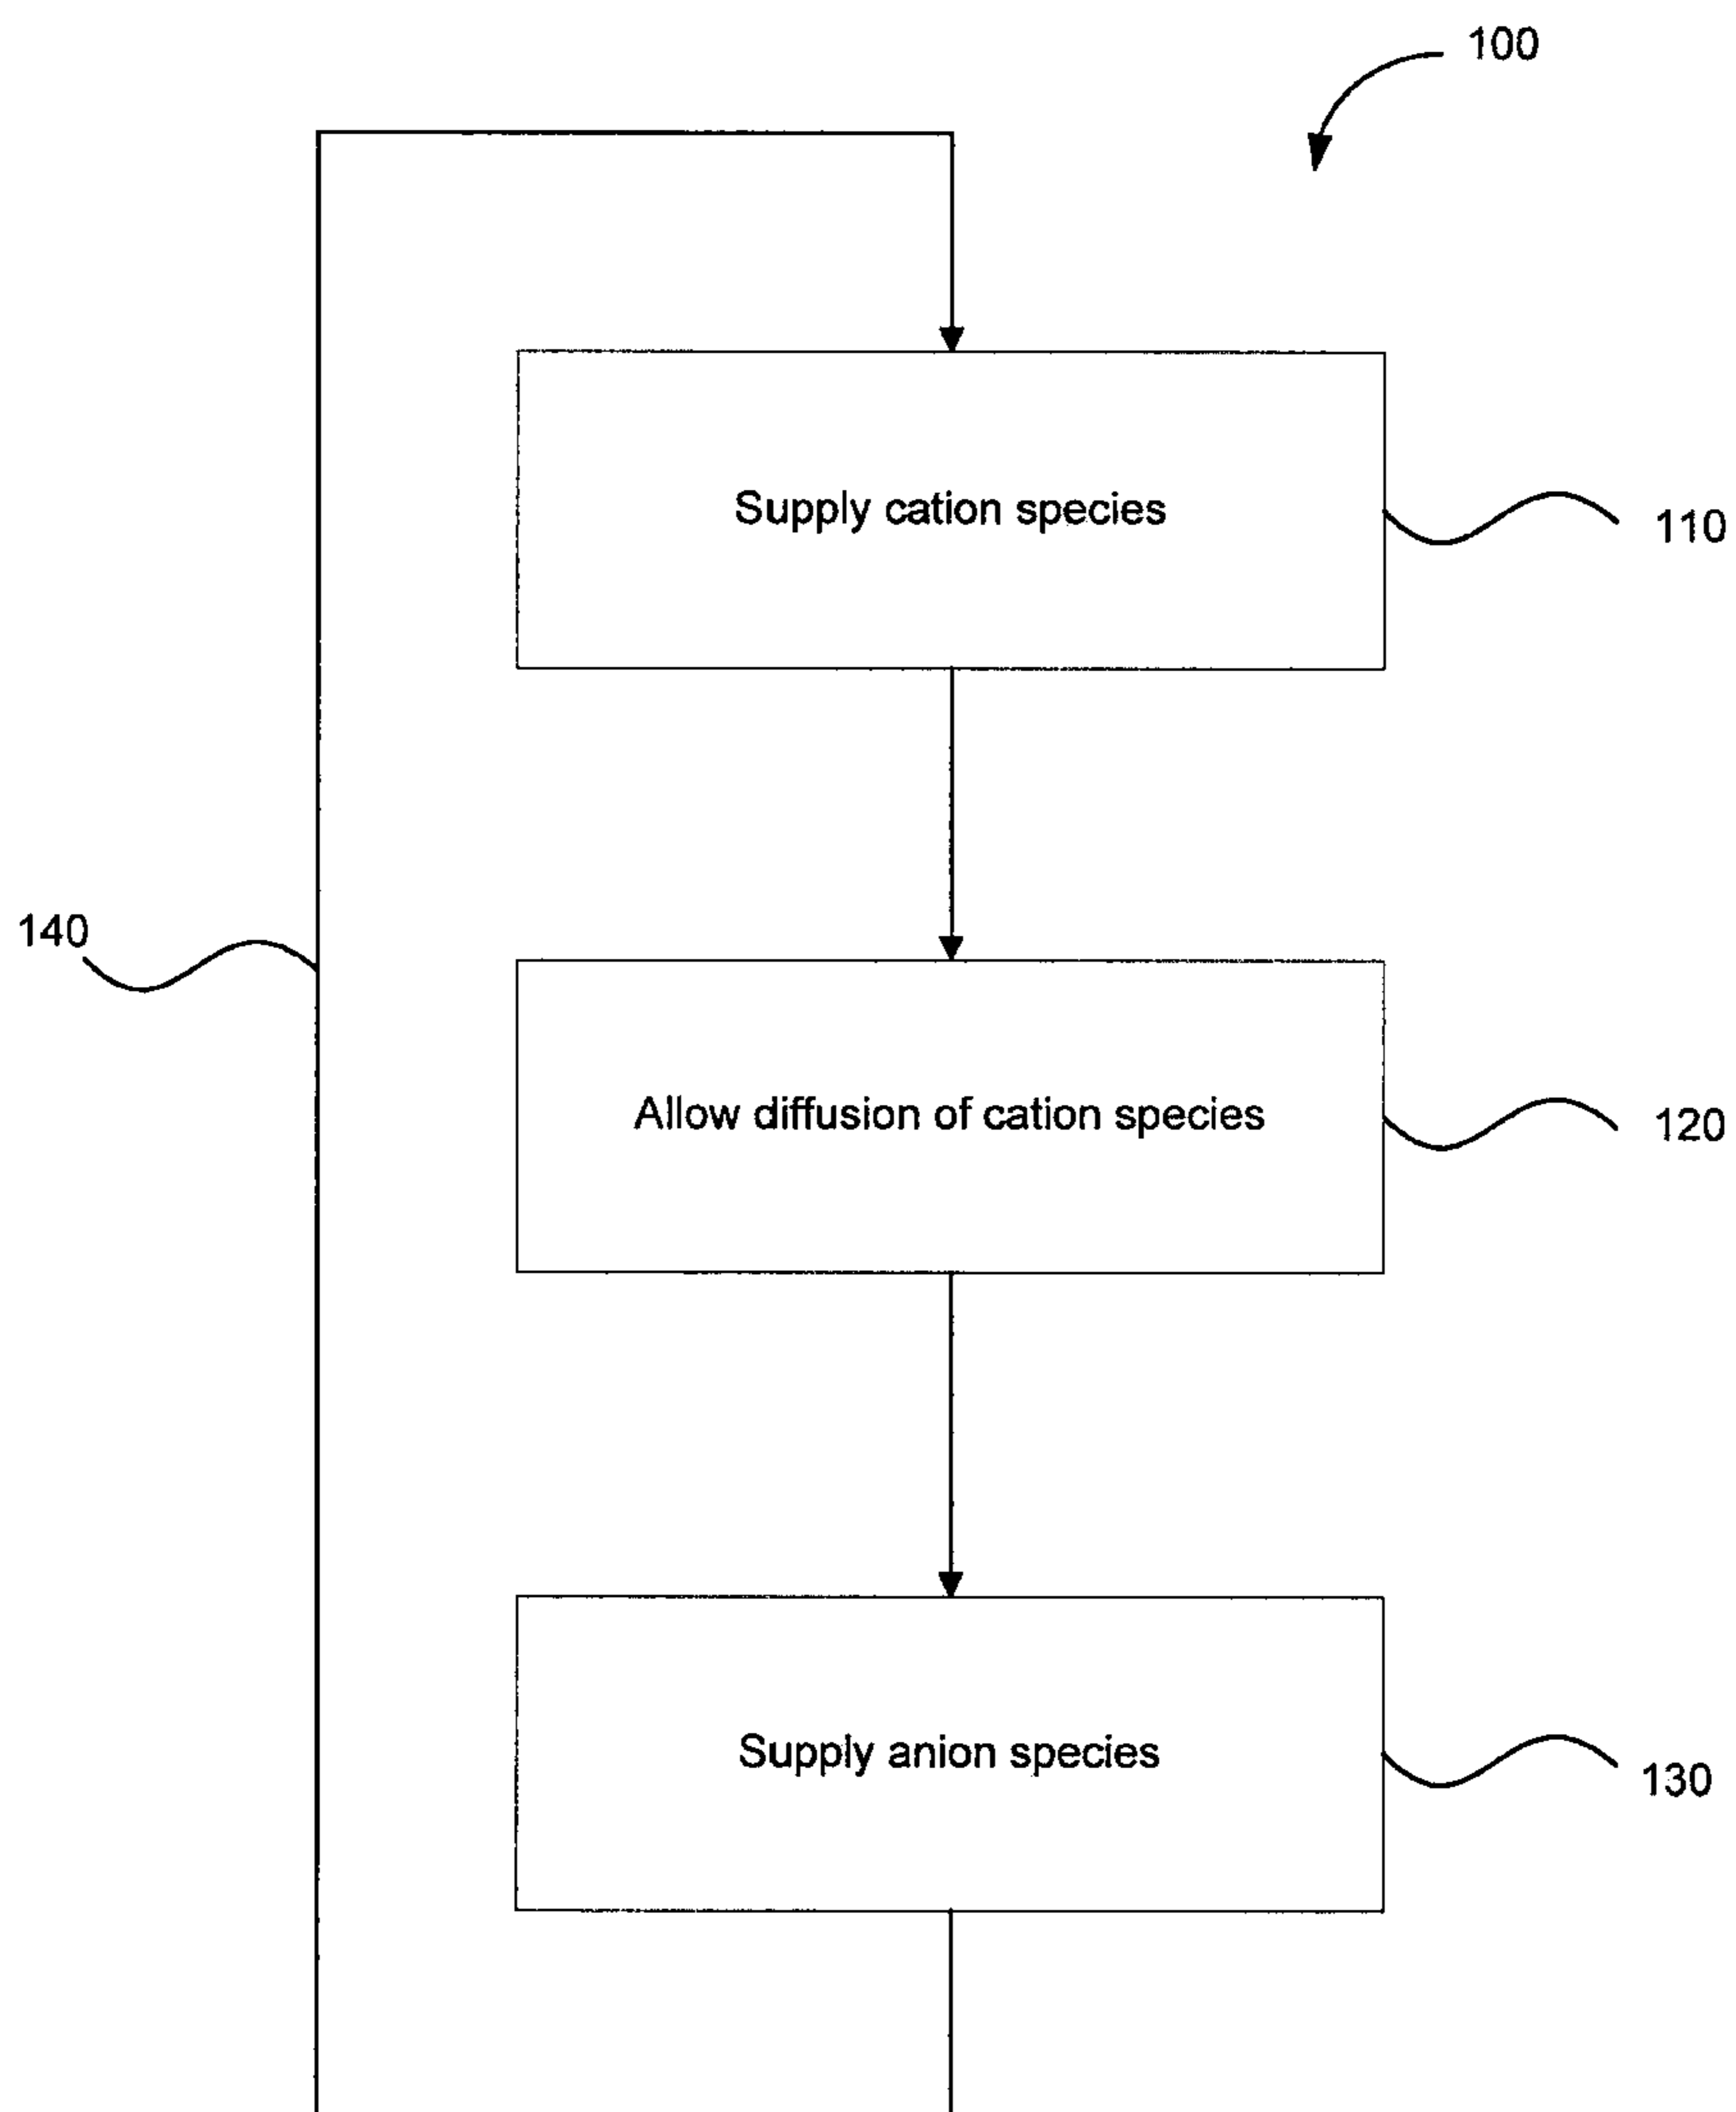 100
Supply cation species
110
140
Allow diffusion of cation species
120
Supply anion species
130